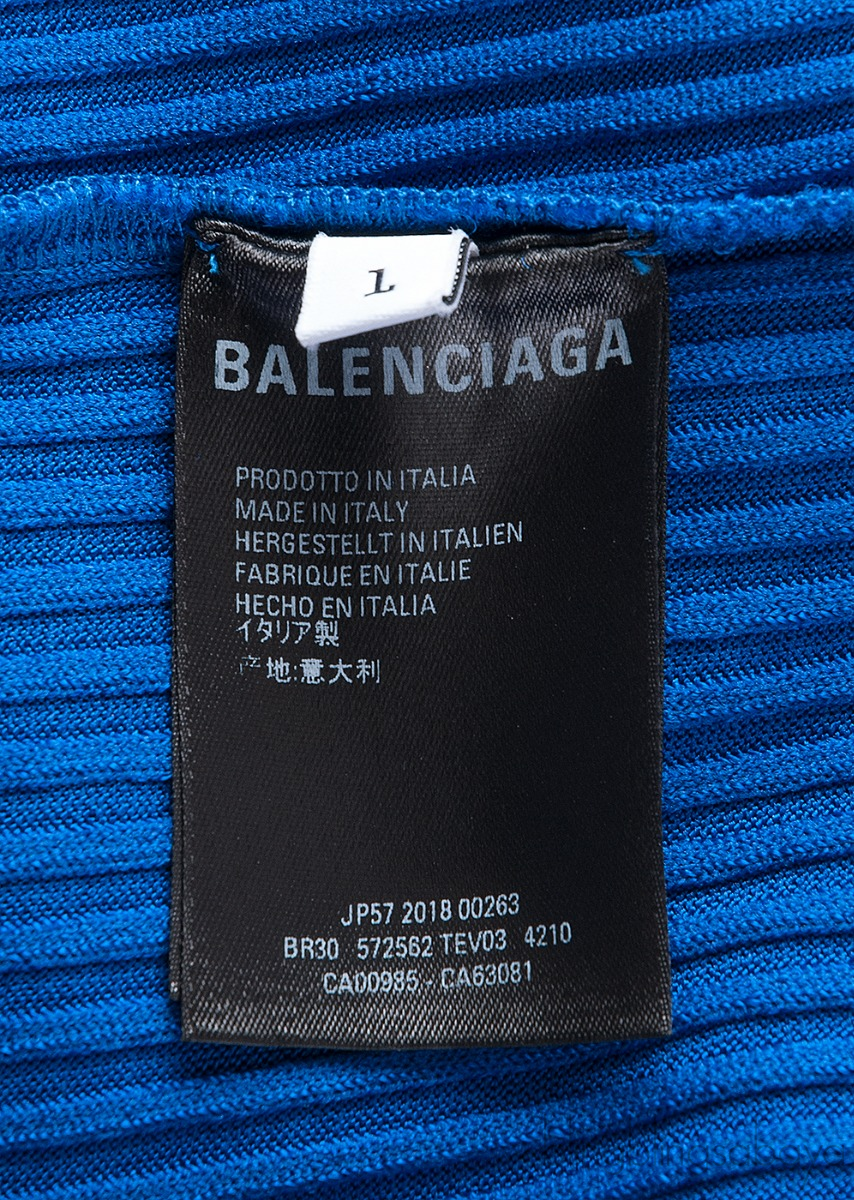 L
BALENCIAGA
PRODOTTO IN ITALIA
MADE IN ITALY
HERGESTELLT IN ITALIEN
FABRIQUE EN ITALIE
HECHO EN ITALIA
イタリア製
产地:意大利
JP57 2018 00263
BR30 572562 TEV03 4210
CA00985 - CA63081